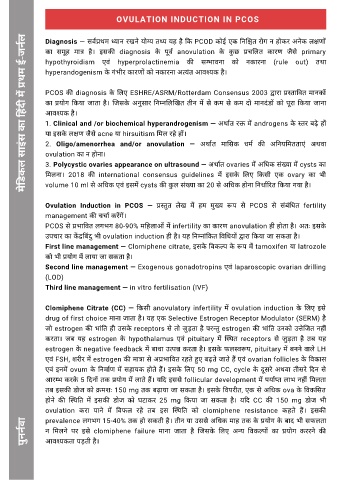 OVULATION INDUCTION IN PCOS
Diagnosis — सर्वप्रथम ध्यान रखने योग्य तथ्य यह है कि PCOD कोई एक निश्चित रोग न होकर अनेक लक्षणों
का समूह मात्र है। इसकी diagnosis के पूर्व anovulation के कुछ प्रचलित कारण जैसे primary
hypothyroidism एवं hyperprolactinemia की सम्भावना को नकारना (rule out) तथा
hyperandogenism के गंभीर कारणों को नकारना अत्यंत आवश्यक है।
PCOS की diagnosis के लिए ESHRE/ASRM/Rotterdam Consensus 2003 द्वारा प्रस्तावित मानकों
का प्रयोग किया जाता है। जिसके अनुसार निम्नलिखित तीन में से कम से कम दो मानदंडों को पूरा किया जाना
आवश्यक है।
1. Clinical and /or biochemical hyperandrogenism — अर्थात रक्त में androgens के स्तर बढ़े हों
या इसके लक्षण जैसे acne या hirsuitism मिल रहे हों।
2. Oligo/amenorrhea and/or anovulation — अर्थात मासिक धर्म की अनियमितताएं अथवा
ovulation का न होना।
3. Polycystic ovaries appearance on ultrasound — अर्थात ovaries में अधिक संख्या में cysts का
मिलना। 2018 की international consensus guidelines में इसके लिए किसी एक ovary का भी
volume 10 ml से अधिक एवं इसमें cysts की कुल संख्या का 20 से अधिक होना निर्धारित किया गया है।
Ovulation Induction in PCOS — प्रस्तुत लेख में हम मुख्य रूप से PCOS से संबंधित fertility
management की चर्चा करेंगे।
PCOS से प्रभावित लगभग 80-90% महिलाओं में infertility का कारण anovulation ही होता है। अतः इसके
उपचार का केंद्रबिंदु भी ovulation induction ही है। यह निम्नांकित विधियों द्वारा किया जा सकता है।
First line management — Clomiphene citrate, इसके विकल्प के रूप में tamoxifen या latrozole
को भी प्रयोग में लाया जा सकता है।
Second line management — Exogenous gonadotropins एवं laparoscopic ovarian drilling
(LOD)
Third line management — In vitro fertilisation (IVF)
Clomiphene Citrate (CC) — किसी anovulatory infertility में ovulation induction के लिए इसे
drug of first choice माना जाता है। यह एक Selective Estrogen Receptor Modulator (SERM) है
जो estrogen की भांति ही उसके receptors से तो जुड़ता है परन्तु estrogen की भांति उनको उत्तेजित नहीं
करता। जब यह estrogen के hypothalamus एवं pituitary में स्थित receptors से जुड़ता है तब यह
estrogen के negative feedback में बाधा उत्पन्न करता है। इसके फलस्वरूप, pituitary में बनने वाले LH
एवं FSH, शरीर में estrogen की मात्रा से अप्रभावित रहते हुए बढ़ते जाते हैं एवं ovarian follicles के विकास
एवं इनमें ovum के निर्माण में सहायक होते हैं। इसके लिए 50 mg CC, cycle के दूसरे अथवा तीसरे दिन से
आरम्भ करके 5 दिनों तक प्रयोग में लाते हैं। यदि इससे follicular development में पर्याप्त लाभ नहीं मिलता
तब इसकी डोज को क्रमशः 150 mg तक बढ़ाया जा सकता है। इसके विपरीत, एक से अधिक ova के विकसित
होने की स्थिति में इसकी डोज को घटाकर 25 mg किया जा सकता है। यदि CC की 150 mg डोज भी
ovulation करा पाने में विफल रहे तब इस स्थिति को clomiphene resistance कहते हैं। इसकी
prevalence लगभग 15-40% तक हो सकती है। तीन या उससे अधिक माह तक के प्रयोग के बाद भी सफलता
न मिलने पर इसे clomiphene failure माना जाता है जिसके लिए अन्य विकल्पों का प्रयोग करने की
आवश्यकता पड़ती है।
मेडिकल साइंस का हिंदी में प्रथम ई-जर्नल
पुनर्नवा